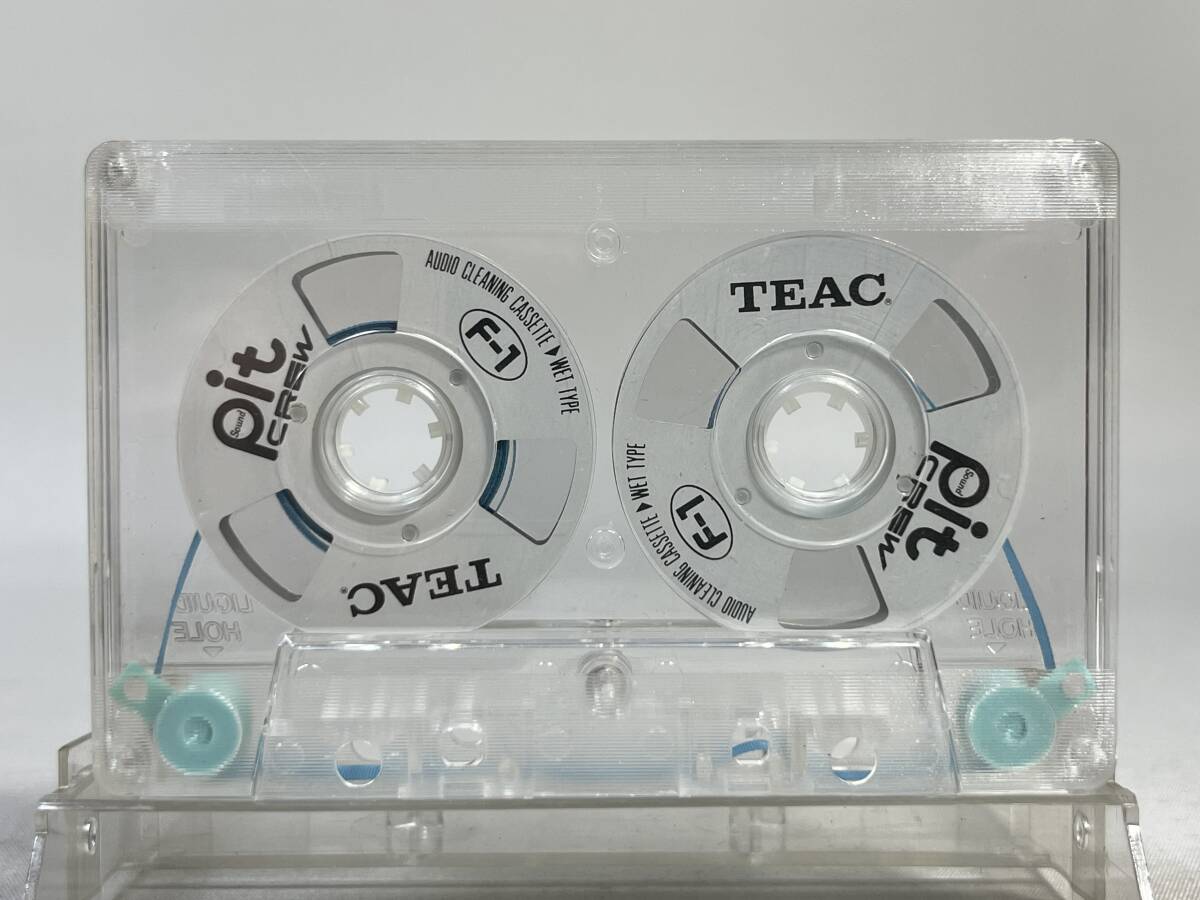 AUDIO CLEANING CASSETTE ▶ WET TYPE
F-1
Sound
pit
CREW
TEAC®
TEAC®
Sound
pit
CREW
AUDIO CLEANING CASSETTE ▶ WET TYPE
F-1
LIQUID
HOLE
LIQUID
HOLE